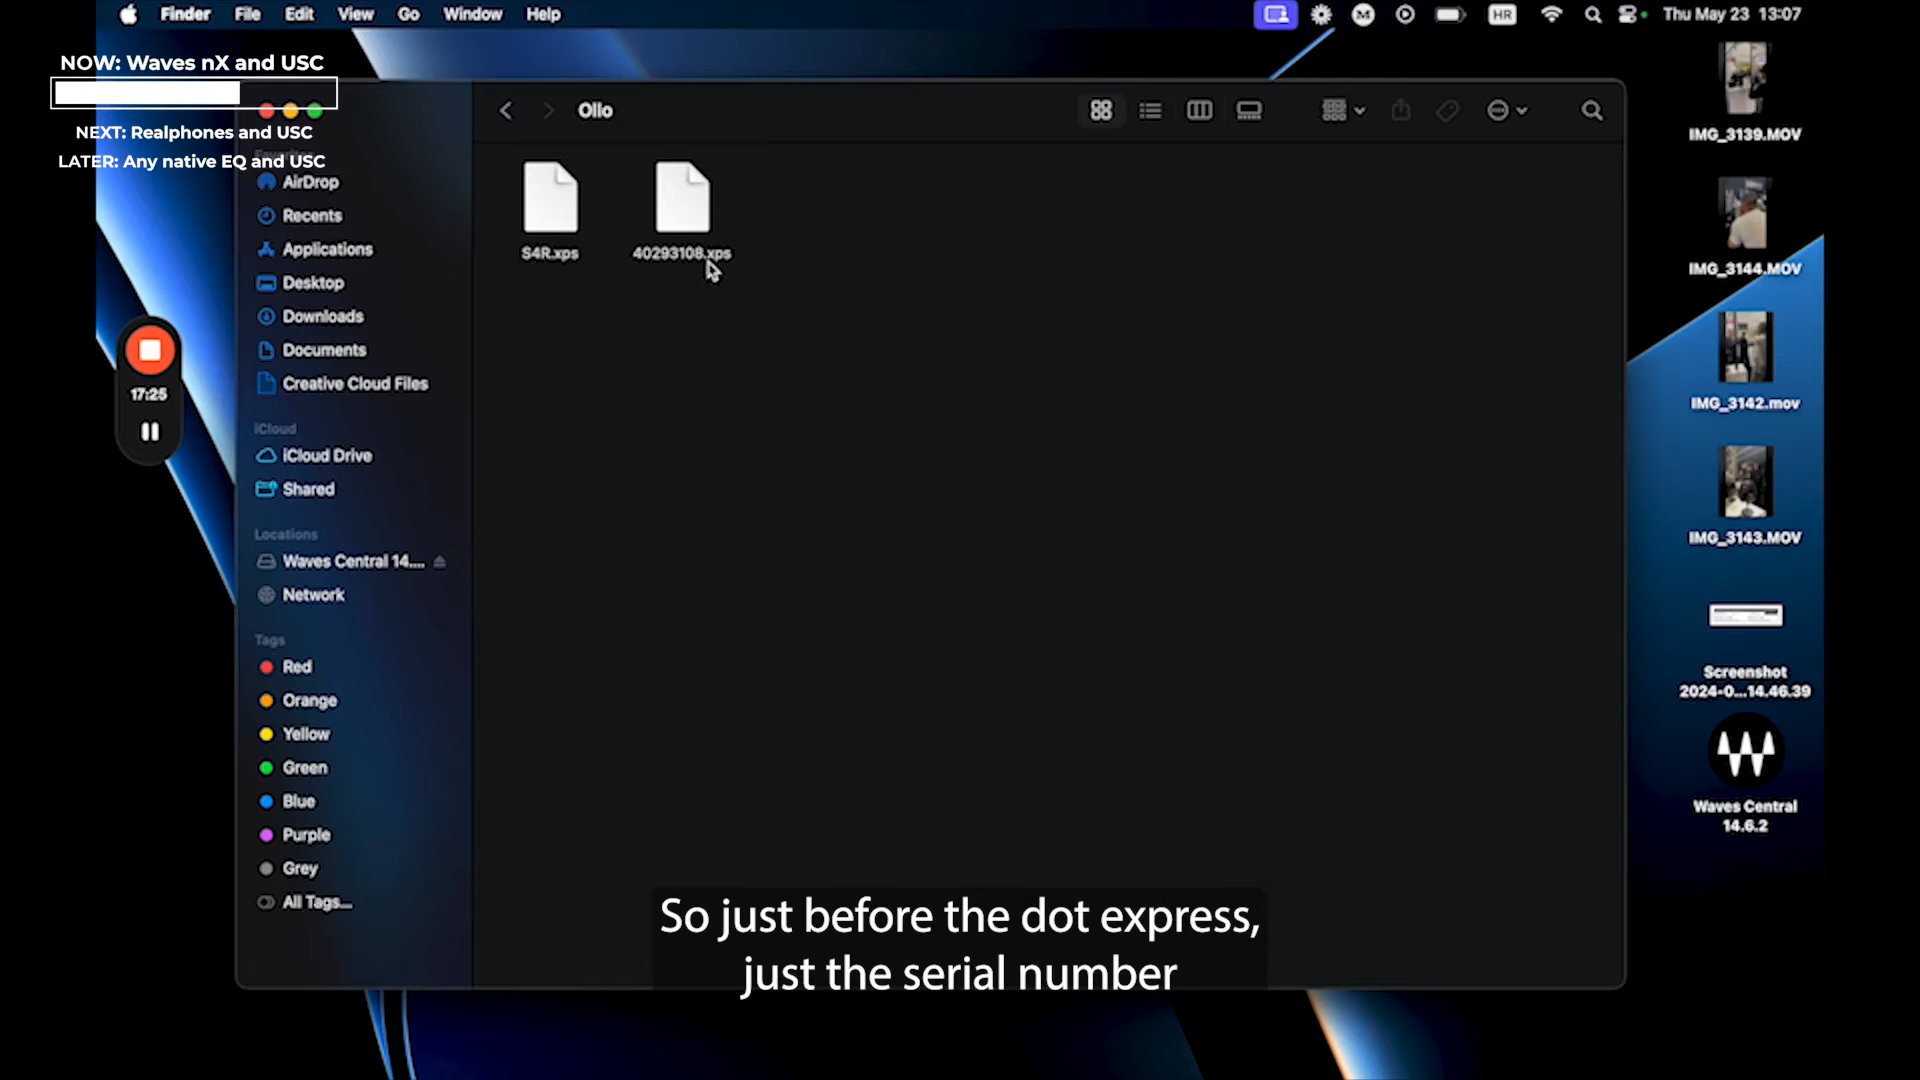 Finder File Edit View Go Window Help
HR
Thu May 23 13:07
NOW: Waves nX and USC
NEXT: Realphones and USC
LATER: Any native EQ and USC
Ollo
AirDrop
Recents
Applications
Desktop
Downloads
Documents
Creative Cloud Files
iCloud
iCloud Drive
Shared
Locations
Waves Central 14....
Network
Tags
Red
Orange
Yellow
Green
Blue
Purple
Grey
All Tags...
17:25
S4R.xps
40293108.xps
IMG_3139.MOV
IMG_3144.MOV
IMG_3142.mov
IMG_3143.MOV
Screenshot
2024-0...14.46.39
Waves Central
14.6.2
So just before the dot express,
just the serial number